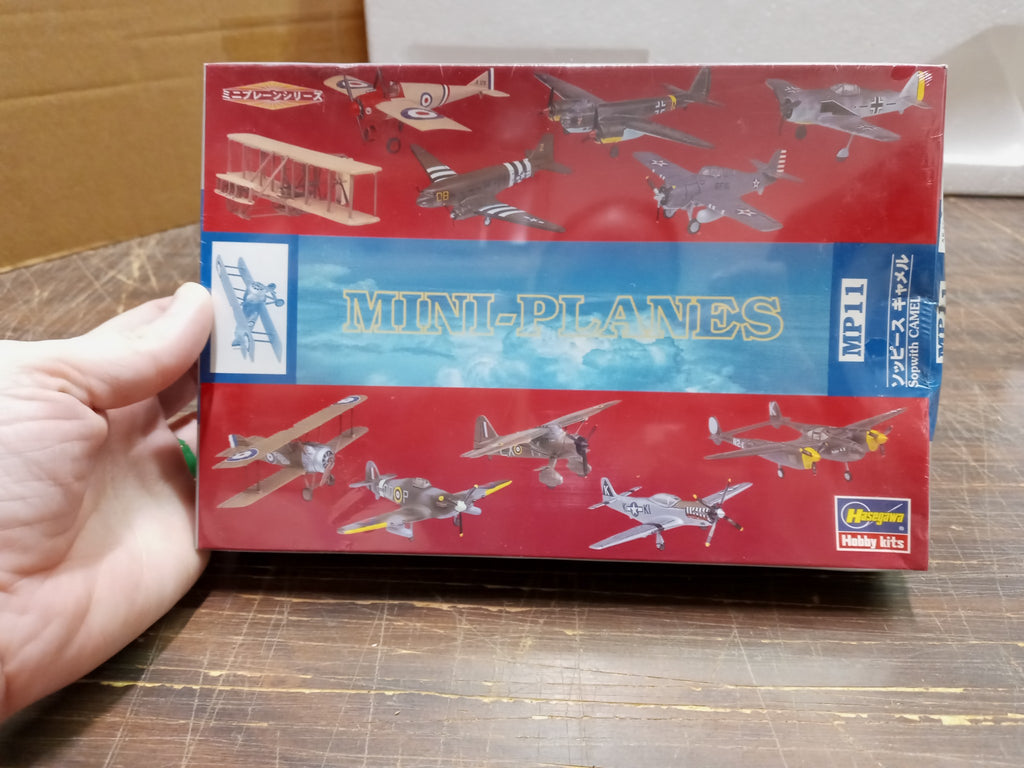 ミニプレーンシリーズ
MINI-PLANES
MP11
ソッピース キャメル
Sopwith CAMEL
Hasegawa
Hobby kits